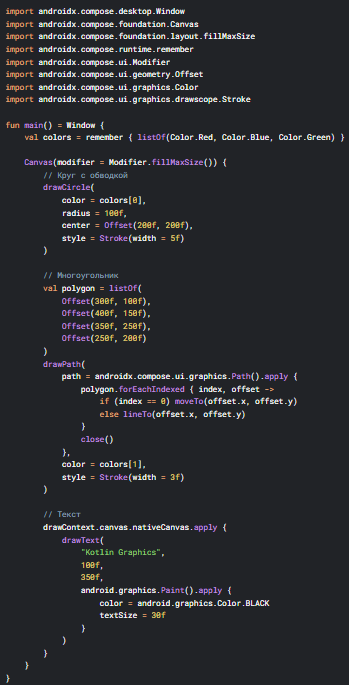 import androidx.compose.desktop.Window
import androidx.compose.foundation.Canvas
import androidx.compose.foundation.layout.fillMaxSize
import androidx.compose.runtime.remember
import androidx.compose.ui.Modifier
import androidx.compose.ui.geometry.Offset
import androidx.compose.ui.graphics.Color
import androidx.compose.ui.graphics.drawscope.Stroke
fun main() = Window {
val colors = remember { listOf(Color.Red, Color.Blue, Color.Green) }
Canvas(modifier = Modifier.fillMaxSize()) {
// Круг с обводкой
drawCircle(
color = colors[0],
radius = 100f,
center = Offset(200f, 200f),
style = Stroke(width = 5f)
)
// Многоугольник
val polygon = listOf(
Offset(300f, 100f),
Offset(400f, 150f),
Offset(350f, 250f),
Offset(250f, 200f)
)
drawPath(
path = androidx.compose.ui.graphics.Path().apply {
polygon.forEachIndexed { index, offset ->
if (index == 0) moveTo(offset.x, offset.y)
else lineTo(offset.x, offset.y)
}
close()
},
color = colors[1],
style = Stroke(width = 3f)
)
// Текст
drawContext.canvas.nativeCanvas.apply {
drawText(
"Kotlin Graphics",
100f,
350f,
android.graphics.Paint().apply {
color = android.graphics.Color.BLACK
textSize = 30f
}
)
}
}
}